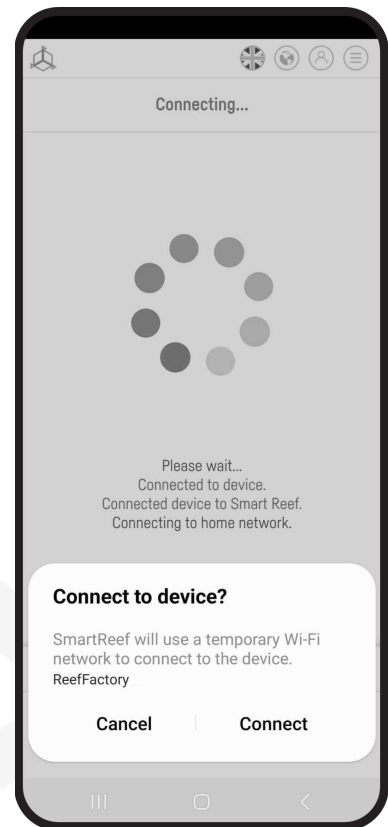 Connecting...
Please wait...
Connected to device.
Connected device to Smart Reef.
Connecting to home network.
Connect to device?
SmartReef will use a temporary Wi-Fi
network to connect to the device.
ReefFactory
Cancel Connect